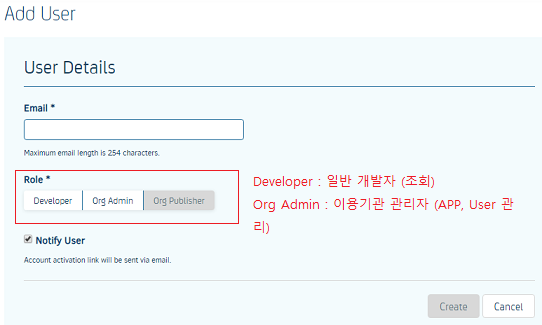 Add User
User Details
Email *
Maximum email length is 254 characters.
Role *
Developer Org Admin Org Publisher
Developer : 일반 개발자 (조회)
Org Admin : 이용기관 관리자 (APP, User 관
리)
Notify User
Account activation link will be sent via email.
Create Cancel